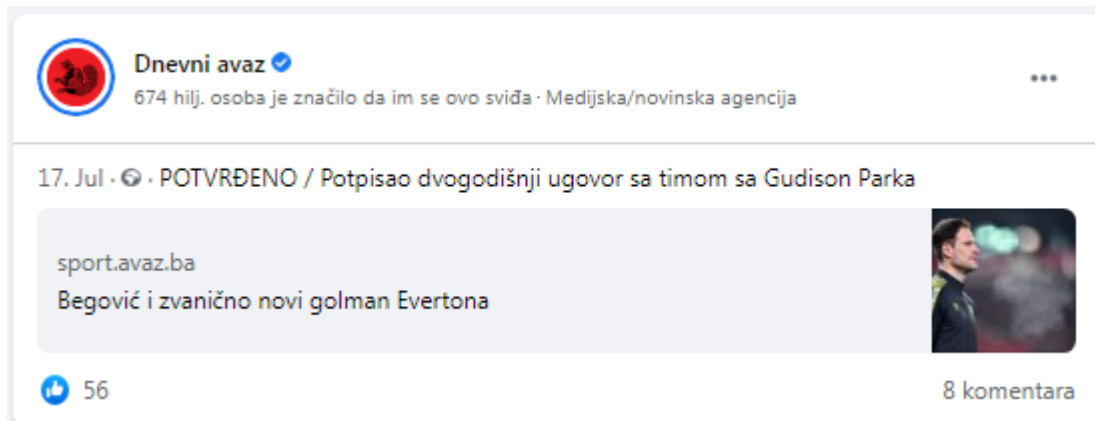 Dnevni avaz
674 hilj. osoba je značilo da im se ovo sviđa · Medijska/novinska agencija
17. Jul · POTVRĐENO / Potpisao dvogodišnji ugovor sa timom sa Gudison Parka
sport.avaz.ba
Begović i zvanično novi golman Evertona
56
8 komentara